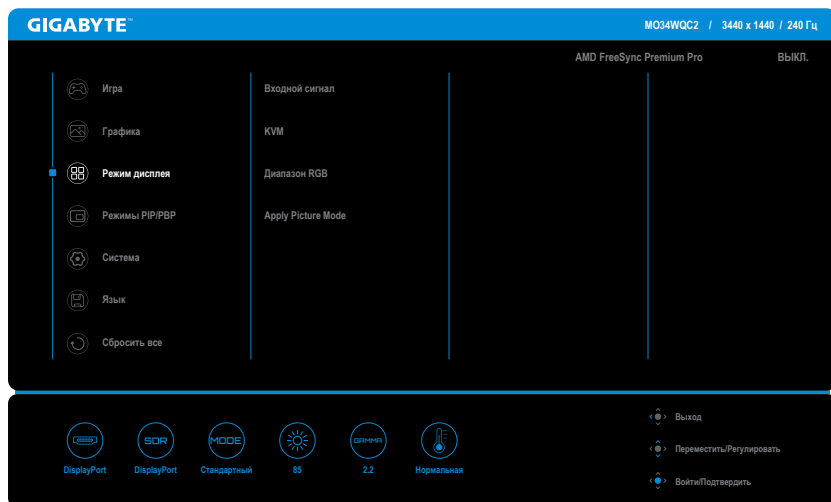 GIGABYTE™
MO34WQC2 / 3440 x 1440 / 240 Гц
AMD FreeSync Premium Pro ВЫКЛ.
Игра
Графика
Режим дисплея
Режимы PIP/PBP
Система
Язык
Сбросить все
Входной сигнал
KVM
Диапазон RGB
Apply Picture Mode
SDR
MODE
GAMMA
DisplayPort
DisplayPort
Стандартный
85
2.2
Нормальная
Выход
Переместить/Регулировать
Войти/Подтвердить